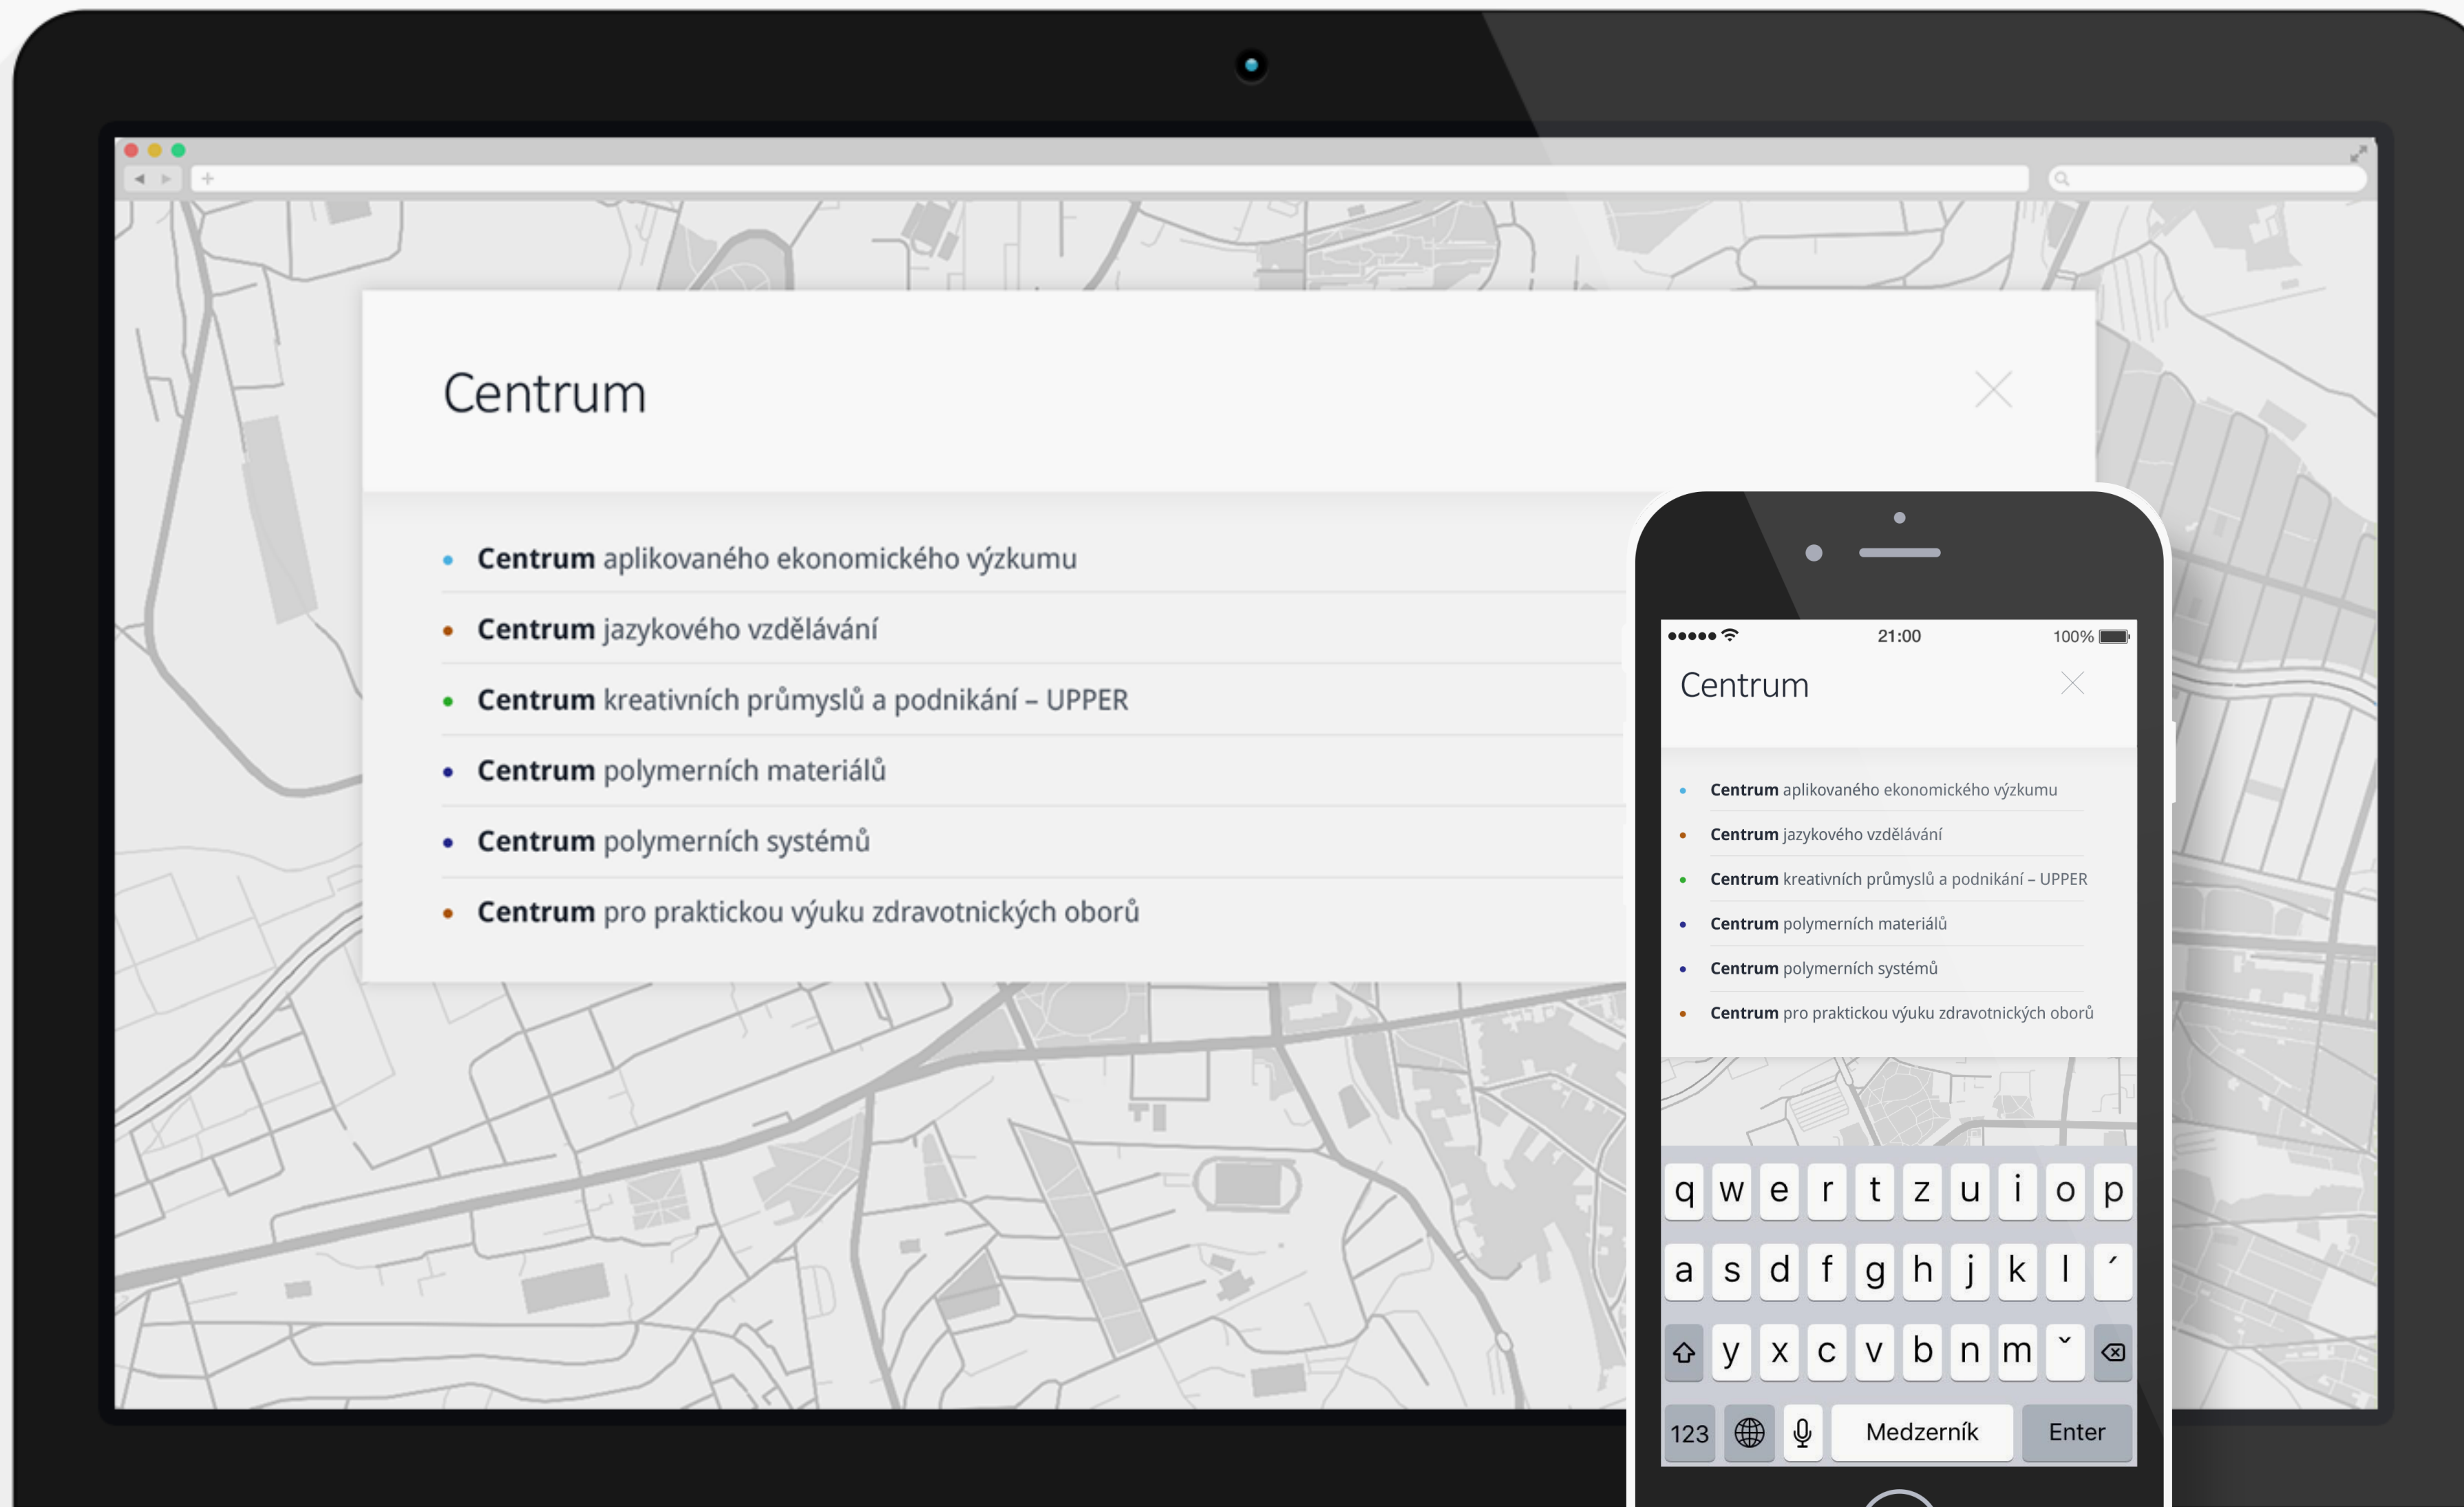 Centrum
Centrum aplikovaného ekonomického výzkumu
Centrum jazykového vzdělávání
Centrum kreativních průmyslů a podnikání – UPPER
Centrum polymerních materiálů
Centrum polymerních systémů
Centrum pro praktickou výuku zdravotnických oborů
21:00
100%
Centrum
Centrum aplikovaného ekonomického výzkumu
Centrum jazykového vzdělávání
Centrum kreativních průmyslů a podnikání – UPPER
Centrum polymerních materiálů
Centrum polymerních systémů
Centrum pro praktickou výuku zdravotnických oborů
q w e r t z u i o p
a s d f g h j k l ´
y x c v b n m ˇ
123 Medzerník Enter